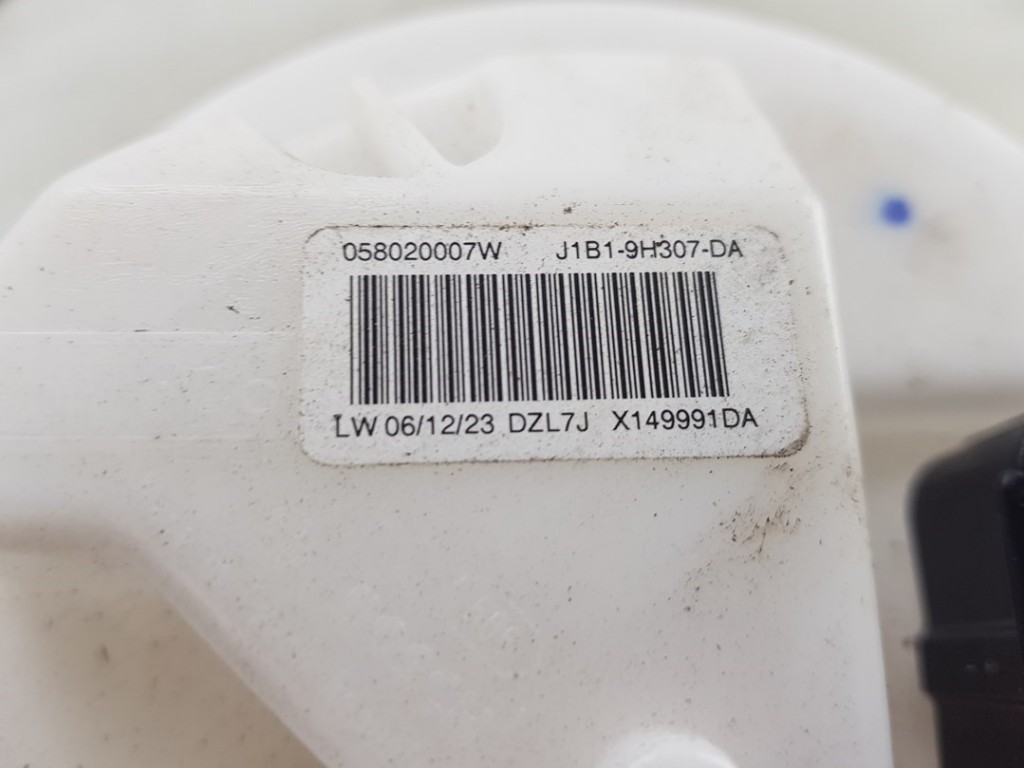 058020007W J1B1-9H307-DA
LW 06/12/23 DZL7J X149991DA